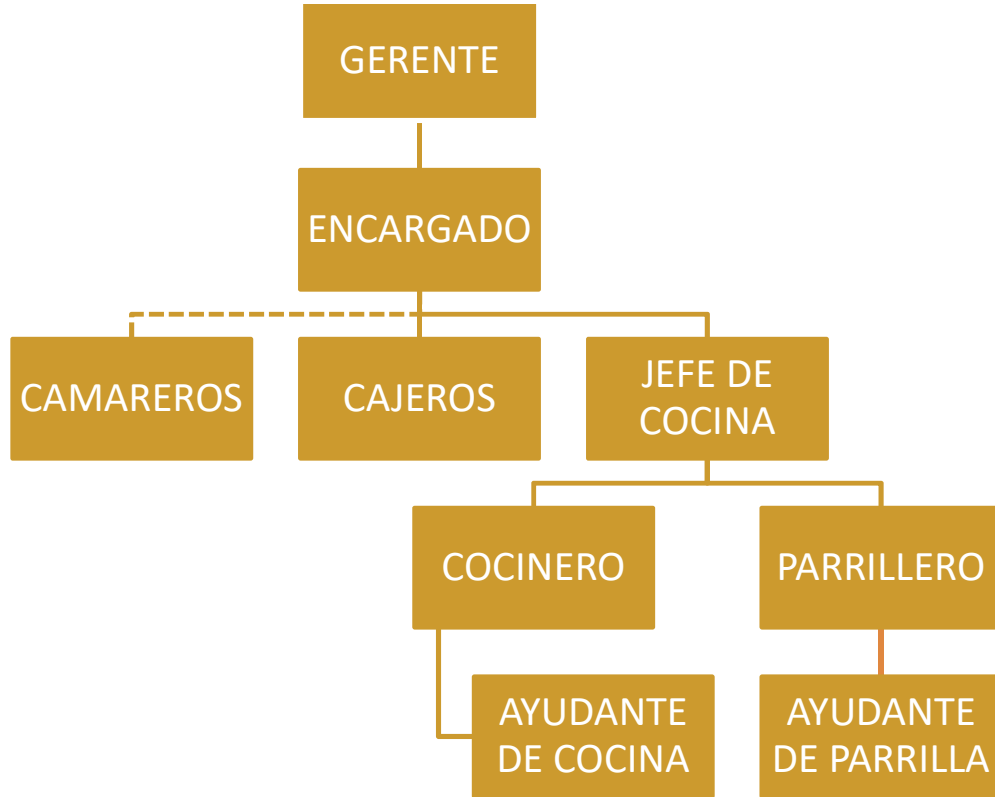 GERENTE
ENCARGADO
CAMAREROS
CAJEROS
JEFE DE
COCINA
COCINERO
PARRILLERO
AYUDANTE
DE COCINA
AYUDANTE
DE PARRILLA